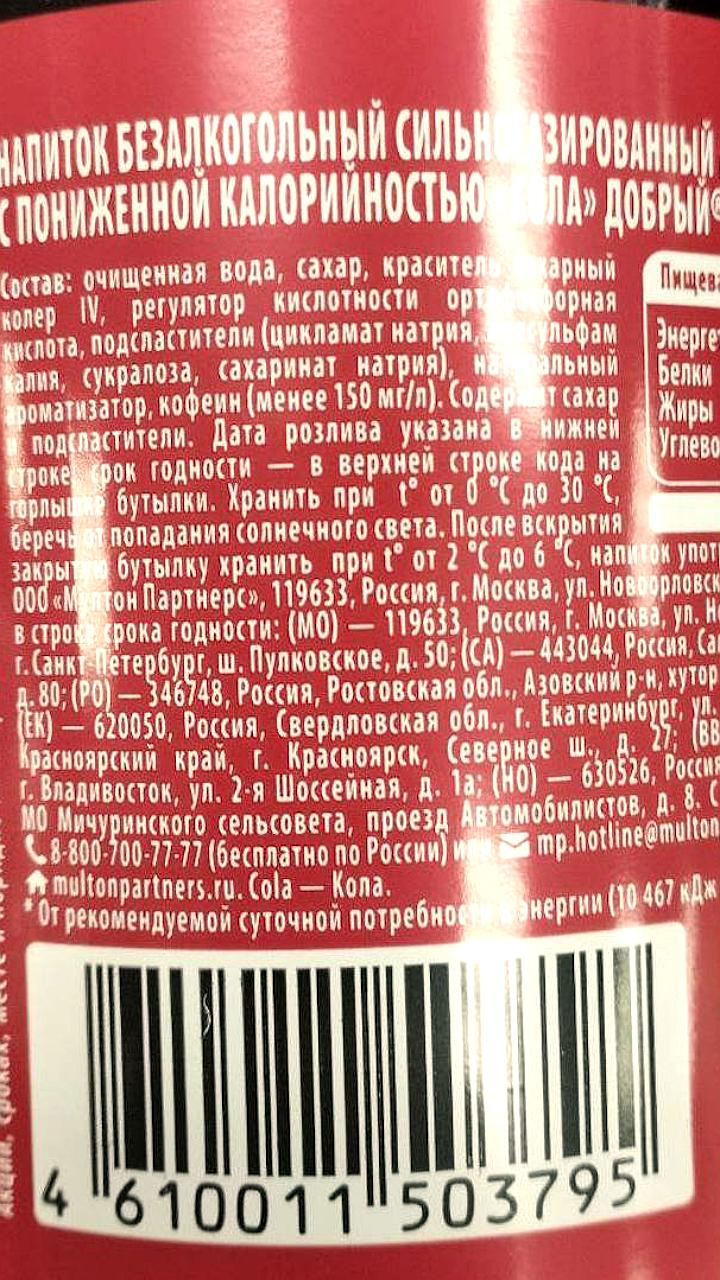 НАПИТОК БЕЗАЛКОГОЛЬНЫЙ СИЛЬНОГАЗИРОВАННЫЙ
С ПОНИЖЕННОЙ КАЛОРИЙНОСТЬЮ «КОЛА» ДОБРЫЙ®
Состав: очищенная вода, сахар, краситель сахарный
колер IV, регулятор кислотности ортофосфорная
кислота, подсластители (цикламат натрия, ацесульфам
калия, сукралоза, сахаринат натрия), натуральный
ароматизатор, кофеин (менее 150 мг/л). Содержит сахар
и подсластители. Дата розлива указана в нижней
строке, срок годности — в верхней строке кода на
горлышке бутылки. Хранить при t° от 0 °C до 30 °C,
беречь от попадания солнечного света. После вскрытия
закрытую бутылку хранить при t° от 2 °C до 6 °C, напиток
ООО «Мултон Партнерс», 119633, Россия, г. Москва, ул.
в строке срока годности: (МО) — 119633, Россия, г. Москва, ул.
г. Санкт-Петербург, ш. Пулковское, д. 50; (СА) — 443044, Россия,
д. 80; (РО) — 346748, Россия, Ростовская обл., Азовский р-н, хутор
(ЕК) — 620050, Россия, Свердловская обл., г. Екатеринбург, ул.
Красноярский край, г. Красноярск, Северное ш., д. 27; (ВВ
г. Владивосток, ул. 2-я Шоссейная, д. 1а; (НО) — 630526, Россия
МО Мичуринского сельсовета, проезд Автомобилистов, д. 8.
8-800-700-77-77 (бесплатно по России) или mp.hotline@multon
multonpartners.ru. Cola — Кола.
* От рекомендуемой суточной потребности в энергии (10 467 кДж
Пищева
Энерге
Белки
Жиры
Углево
4 610011 503795